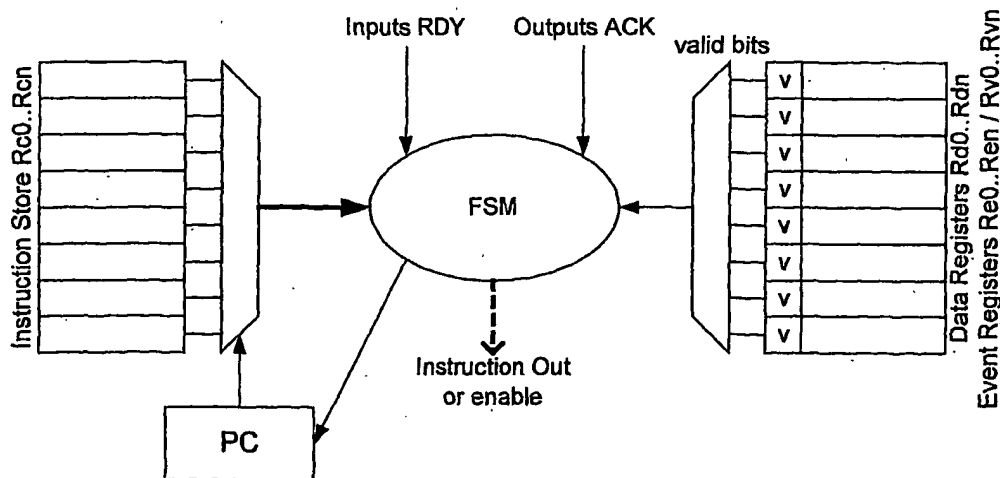 Inputs RDY
Outputs ACK
valid bits
Instruction Store Rc0..Rcn
FSM
V
V
V
V
V
V
V
V
Data Registers Rd0..Rdn
Event Registers Re0..Ren / Rv0..Rvn
Instruction Out
or enable
PC